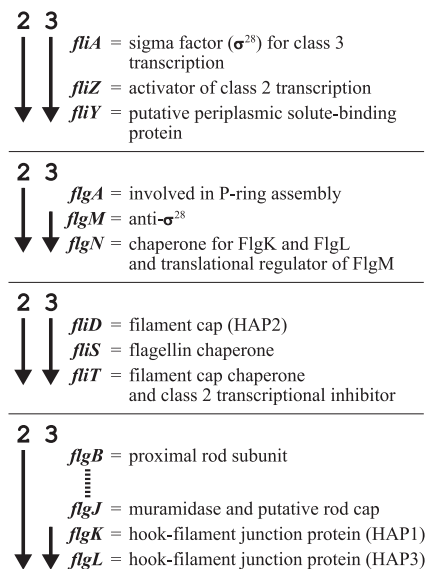 2 3
fliA = sigma factor (σ²⁸) for class 3
transcription
fliZ = activator of class 2 transcription
fliY = putative periplasmic solute-binding
protein
2 3
flgA = involved in P-ring assembly
flgM = anti-σ²⁸
flgN = chaperone for FlgK and FlgL
and translational regulator of FlgM
2 3
fliD = filament cap (HAP2)
fliS = flagellin chaperone
fliT = filament cap chaperone
and class 2 transcriptional inhibitor
2 3
flgB = proximal rod subunit
flgJ = muramidase and putative rod cap
flgK = hook-filament junction protein (HAP1)
flgL = hook-filament junction protein (HAP3)